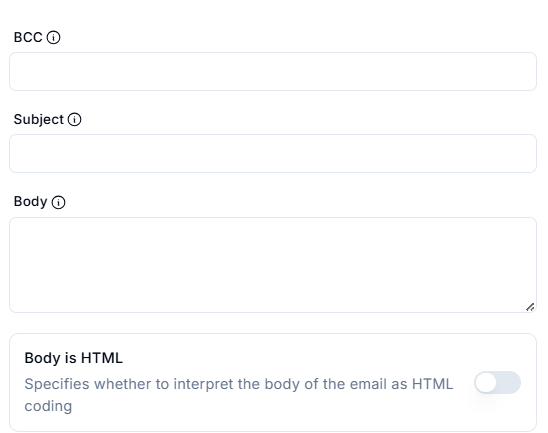 BCC
Subject
Body
Body is HTML
Specifies whether to interpret the body of the email as HTML
coding